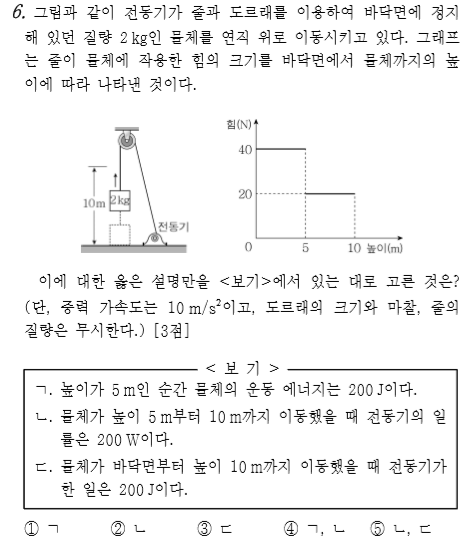 6. 그림과 같이 전동기가 줄과 도르래를 이용하여 바닥면에 정지
해 있던 질량 2 kg인 물체를 연직 위로 이동시키고 있다. 그래프
는 줄이 물체에 작용한 힘의 크기를 바닥면에서 물체까지의 높
이에 따라 나타낸 것이다.
10 m
2 kg
전동기
힘(N)
40
20
0
5
10 높이(m)
이에 대한 옳은 설명만을 <보기>에서 있는 대로 고른 것은?
(단, 중력 가속도는 10 m/s²이고, 도르래의 크기와 마찰, 줄의
질량은 무시한다.) [3점]
< 보 기 >
ㄱ. 높이가 5 m인 순간 물체의 운동 에너지는 200 J이다.
ㄴ. 물체가 높이 5 m부터 10 m까지 이동했을 때 전동기의 일
률은 200 W이다.
ㄷ. 물체가 바닥면부터 높이 10 m까지 이동했을 때 전동기가
한 일은 200 J이다.
① ㄱ ② ㄴ ③ ㄷ ④ ㄱ, ㄴ ⑤ ㄴ, ㄷ